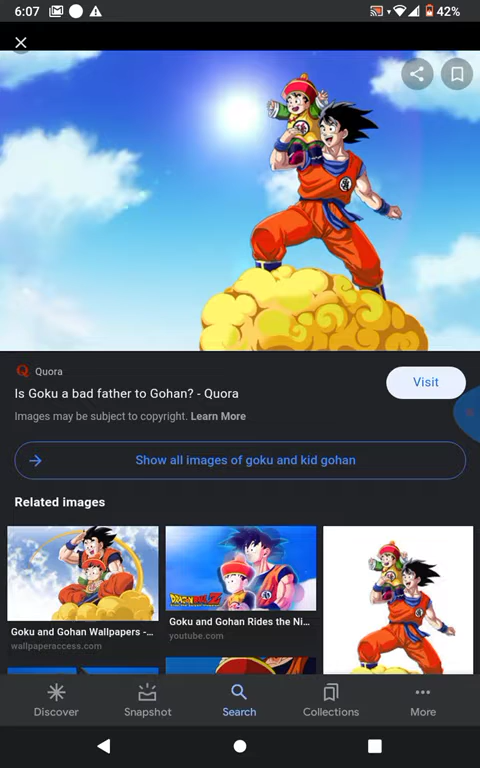 6:07
42%
Quora
Is Goku a bad father to Gohan? - Quora
Visit
Images may be subject to copyright. Learn More
Show all images of goku and kid gohan
Related images
DRAGONBALL Z
Goku and Gohan Wallpapers -...
wallpaperaccess.com
Goku and Gohan Rides the Ni...
youtube.com
Discover
Snapshot
Search
Collections
More